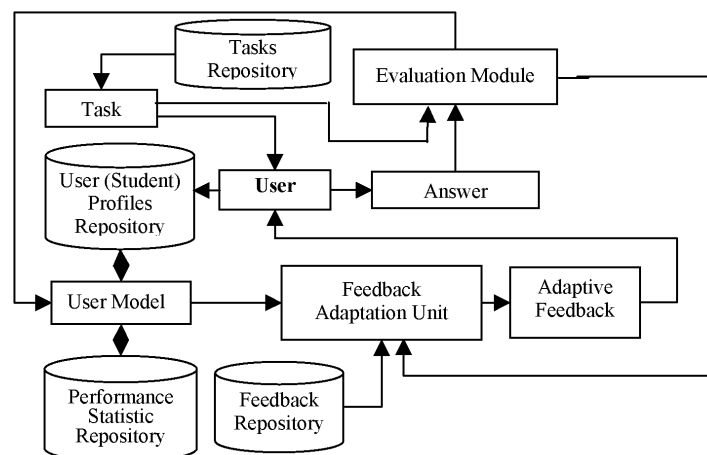 Tasks
Repository
Evaluation Module
Task
User (Student)
Profiles
Repository
User
Answer
User Model
Feedback
Adaptation Unit
Adaptive
Feedback
Performance
Statistic
Repository
Feedback
Repository